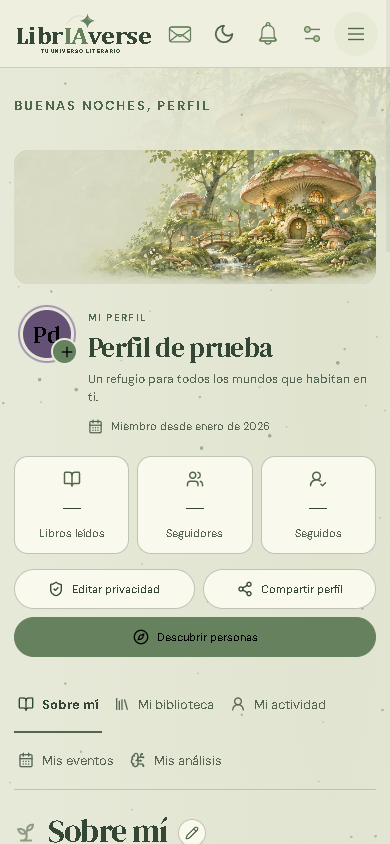 LibrIAverse
TU UNIVERSO LITERARIO
BUENAS NOCHES, PERFIL
Pd
MI PERFIL
Perfil de prueba
Un refugio para todos los mundos que habitan en
ti.
Miembro desde enero de 2026
— — —
Libros leídos Seguidores Seguidos
Editar privacidad Compartir perfil
Descubrir personas
Sobre mí Mi biblioteca Mi actividad
Mis eventos Mis análisis
Sobre mí